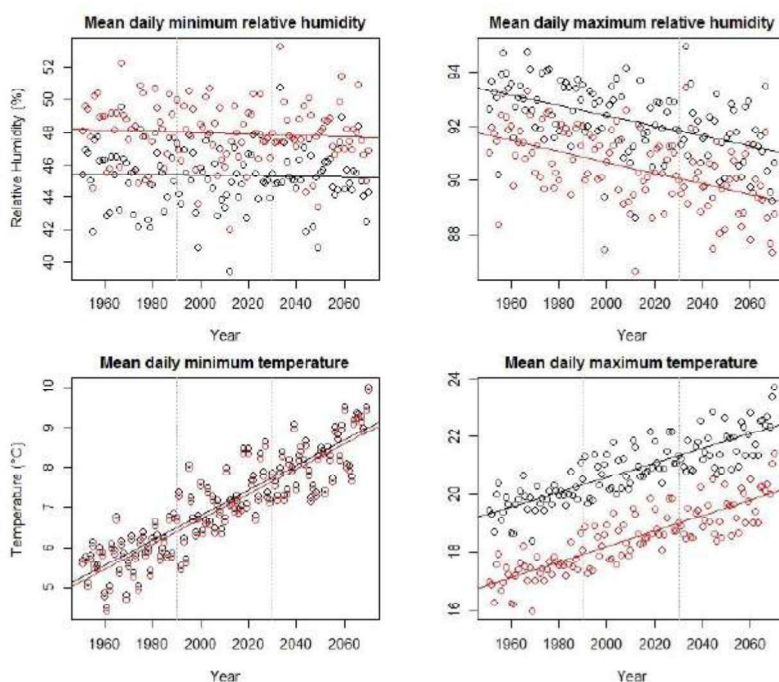 Mean daily minimum relative humidity
Relative Humidity (%)
52
50
48
46
44
42
40
1960 1980 2000 2020 2040 2060
Year
Mean daily maximum relative humidity
94
92
90
88
1960 1980 2000 2020 2040 2060
Year
Mean daily minimum temperature
Temperature (°C)
10
9
8
7
6
5
1960 1980 2000 2020 2040 2060
Year
Mean daily maximum temperature
24
22
20
18
16
1960 1980 2000 2020 2040 2060
Year